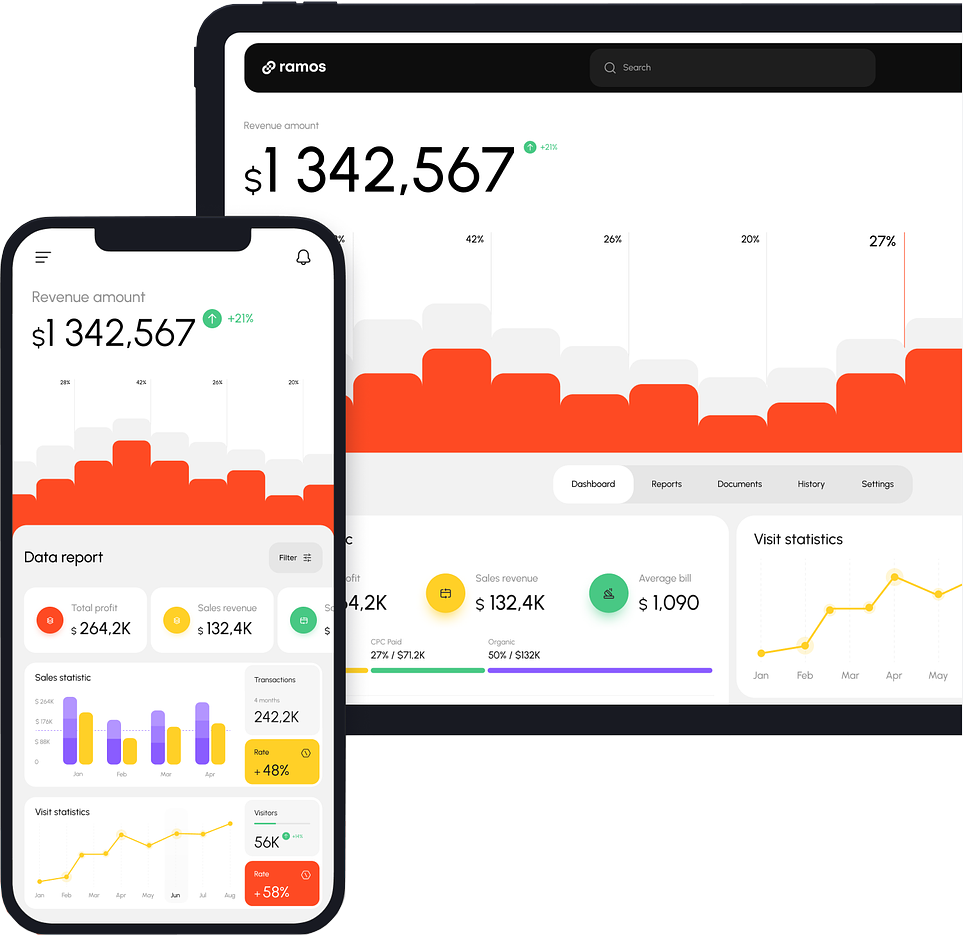 ramos
Search
Revenue amount
$1 342,567
+21%
42%
26%
20%
27%
Dashboard
Reports
Documents
History
Settings
Visit statistics
Sales revenue
$ 132,4K
Average bill
$ 1,090
CPC Paid
27% / $71.2K
Organic
50% / $132K
Jan
Feb
Mar
Apr
May
Revenue amount
$1 342,567
+21%
28%
42%
26%
20%
Data report
Filter
Total profit
$ 264,2K
Sales revenue
$ 132,4K
$
Sales statistic
$ 264K
$ 176K
$ 88K
0
Jan
Feb
Mar
Apr
Transactions
4 months
242,2K
Rate
+ 48%
Visit statistics
Jan
Feb
Mar
Apr
May
Jun
Jul
Aug
Visitors
56K
Rate
+ 58%